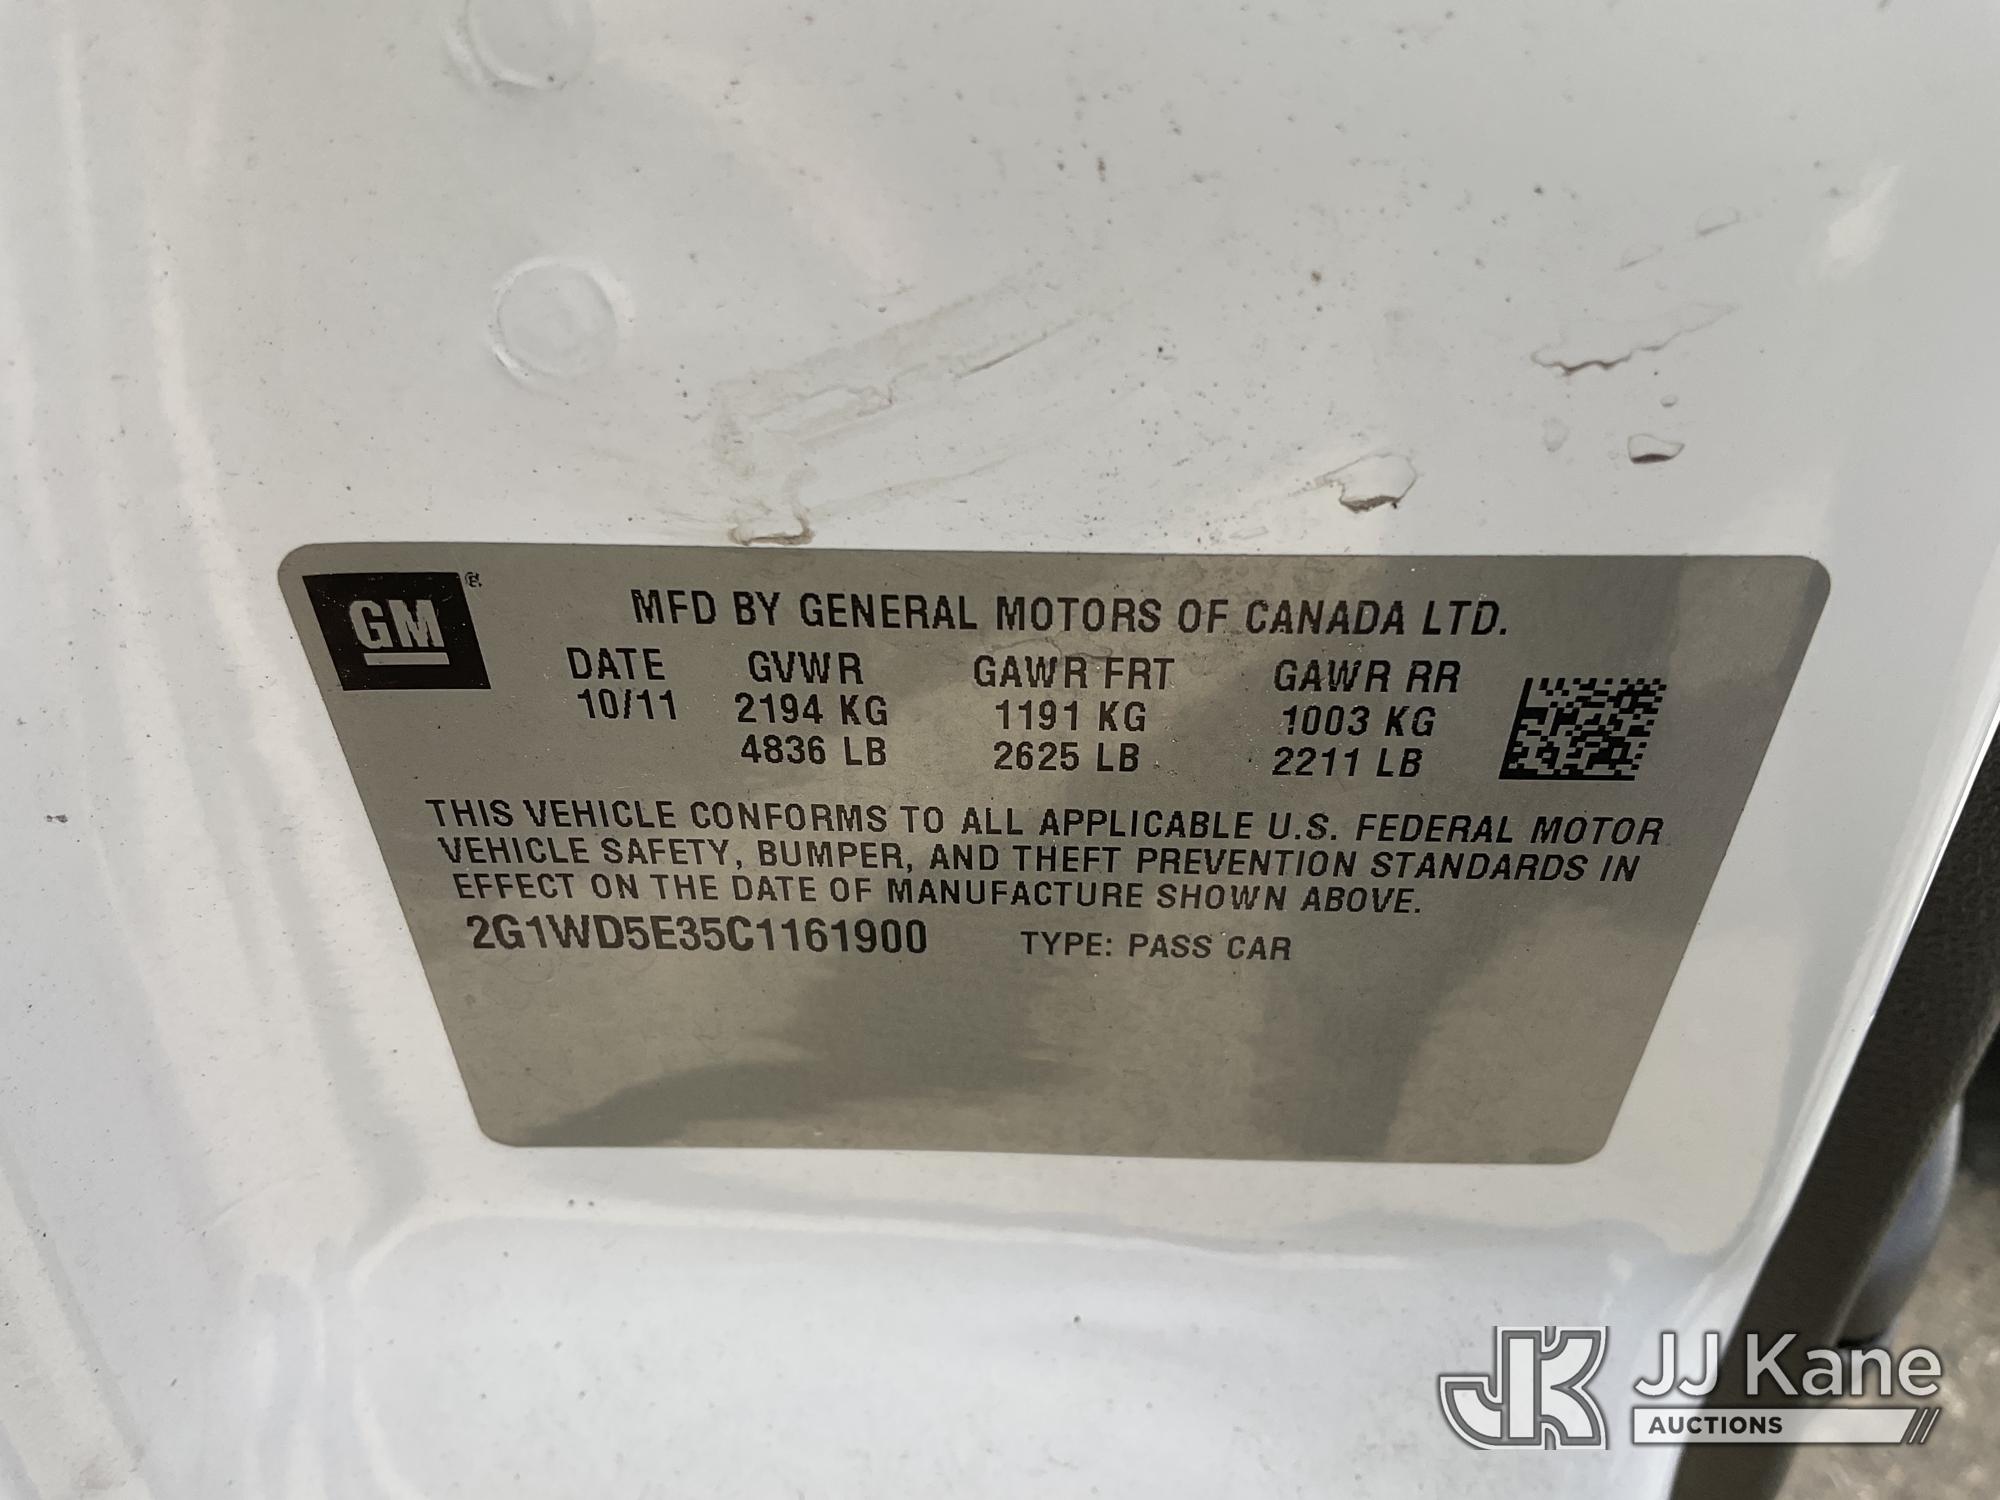 GM®
MFD BY GENERAL MOTORS OF CANADA LTD.
DATE GVWR GAWR FRT GAWR RR
10/11 2194 KG 1191 KG 1003 KG
4836 LB 2625 LB 2211 LB
THIS VEHICLE CONFORMS TO ALL APPLICABLE U.S. FEDERAL MOTOR
VEHICLE SAFETY, BUMPER, AND THEFT PREVENTION STANDARDS IN
EFFECT ON THE DATE OF MANUFACTURE SHOWN ABOVE.
2G1WD5E35C1161900 TYPE: PASS CAR
JK JJ Kane
AUCTIONS